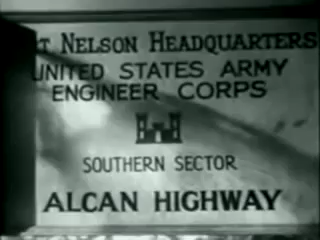 t Nelson Headquarters
United States Army
Engineer Corps
Southern Sector
Alcan Highway